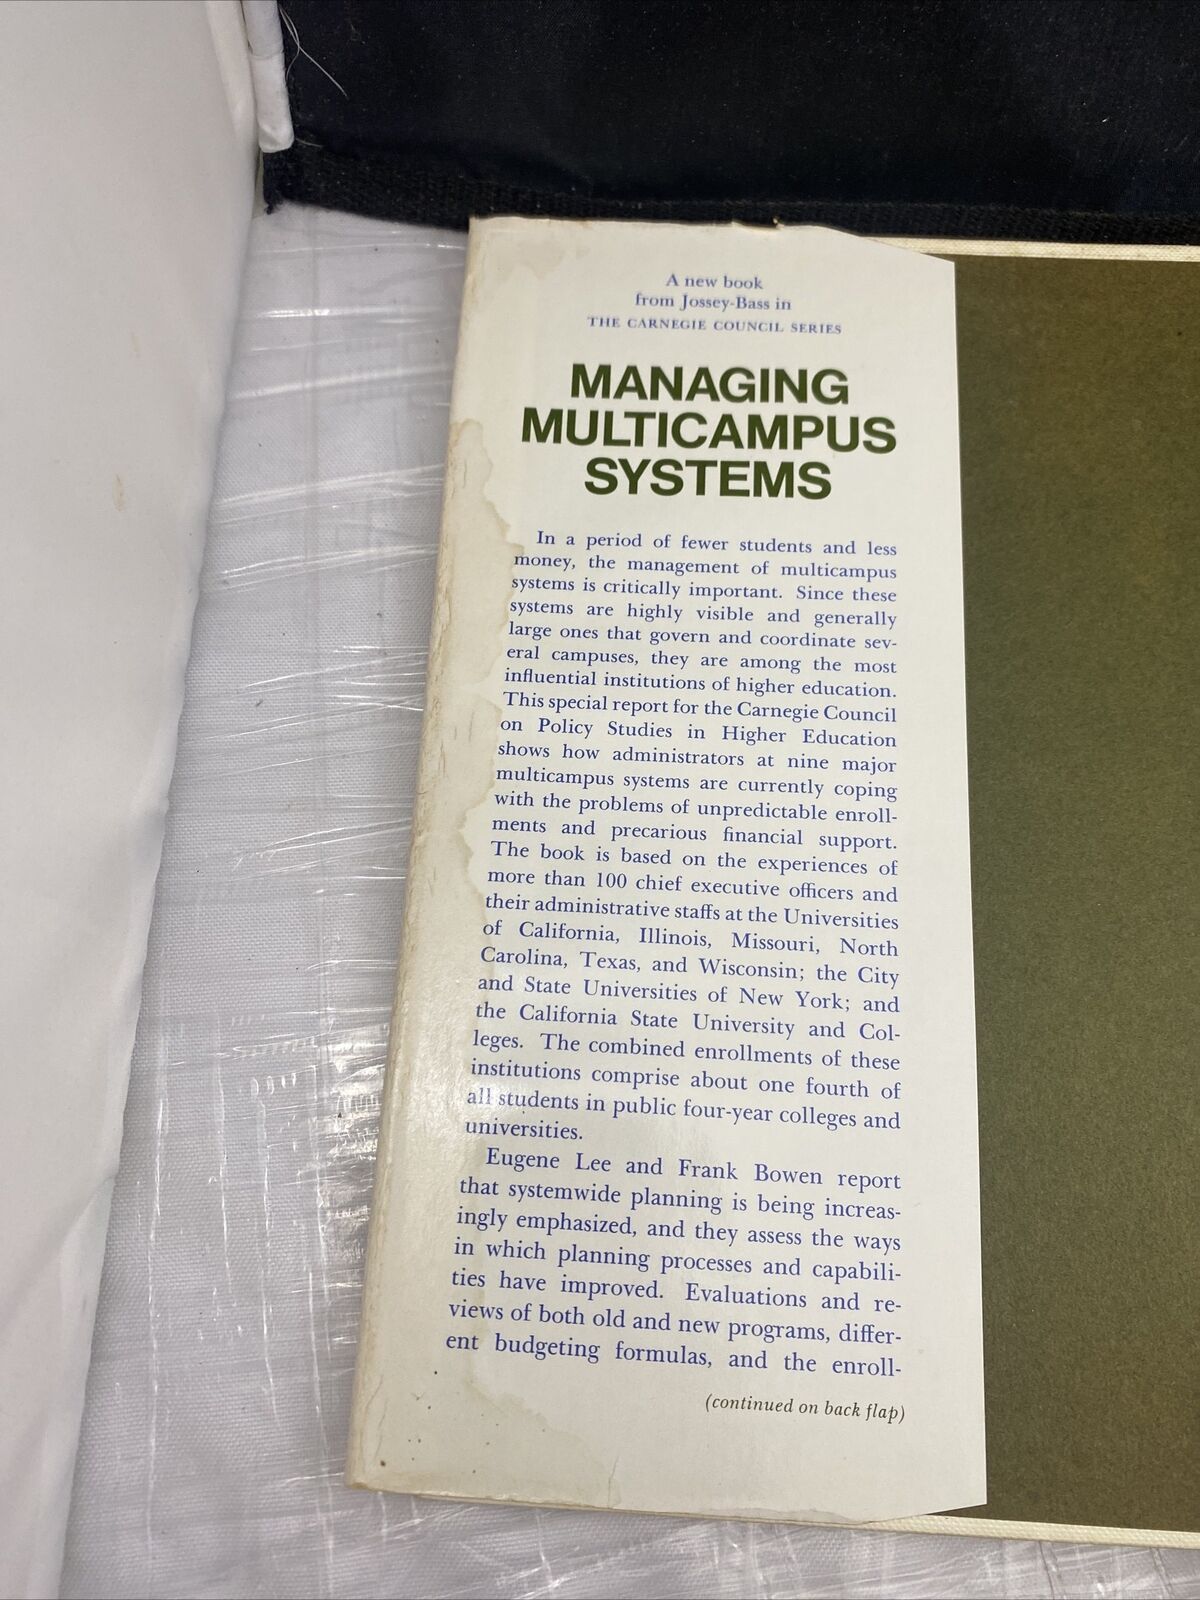 A new book
from Jossey-Bass in
THE CARNEGIE COUNCIL SERIES
MANAGING
MULTICAMPUS
SYSTEMS
In a period of fewer students and less
money, the management of multicampus
systems is critically important. Since these
systems are highly visible and generally
large ones that govern and coordinate sev-
eral campuses, they are among the most
influential institutions of higher education.
This special report for the Carnegie Council
on Policy Studies in Higher Education
shows how administrators at nine major
multicampus systems are currently coping
with the problems of unpredictable enroll-
ments and precarious financial support.
The book is based on the experiences of
more than 100 chief executive officers and
their administrative staffs at the Universities
of California, Illinois, Missouri, North
Carolina, Texas, and Wisconsin; the City
and State Universities of New York; and
the California State University and Col-
leges. The combined enrollments of these
institutions comprise about one fourth of
all students in public four-year colleges and
universities.
Eugene Lee and Frank Bowen report
that systemwide planning is being increas-
ingly emphasized, and they assess the ways
in which planning processes and capabili-
ties have improved. Evaluations and re-
views of both old and new programs, differ-
ent budgeting formulas, and the enroll-
(continued on back flap)